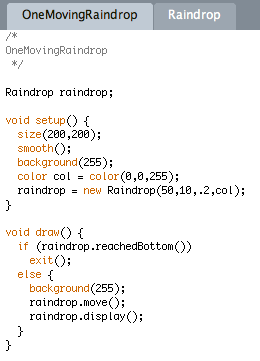 OneMovingRaindrop Raindrop
/*
OneMovingRaindrop
 */

Raindrop raindrop;

void setup() {
  size(200,200);
  smooth();
  background(255);
  color col = color(0,0,255);
  raindrop = new Raindrop(50,10,.2,col);
}

void draw() {
  if (raindrop.reachedBottom())
    exit();
  else {
    background(255);
    raindrop.move();
    raindrop.display();
  }
}